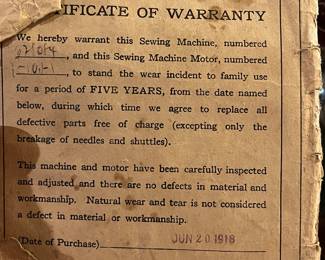 TIFICATE OF WARRANTY
We hereby warrant this Sewing Machine, numbered
, and this Sewing Machine Motor, numbered
, to stand the wear incident to family use
for a period of FIVE YEARS, from the date named
below, during which time we agree to replace all
defective parts free of charge (excepting only the
breakage of needles and shuttles).
This machine and motor have been carefully inspected
and adjusted and there are no defects in material and
workmanship. Natural wear and tear is not considered
a defect in material or workmanship.
(Date of Purchase) JUN 20 1918